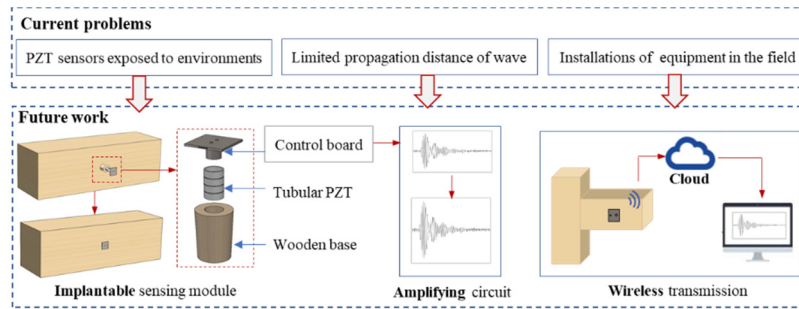 Current problems
PZT sensors exposed to environments
Limited propagation distance of wave
Installations of equipment in the field
Future work
Control board
Tubular PZT
Wooden base
Cloud
Implantable sensing module
Amplifying circuit
Wireless transmission